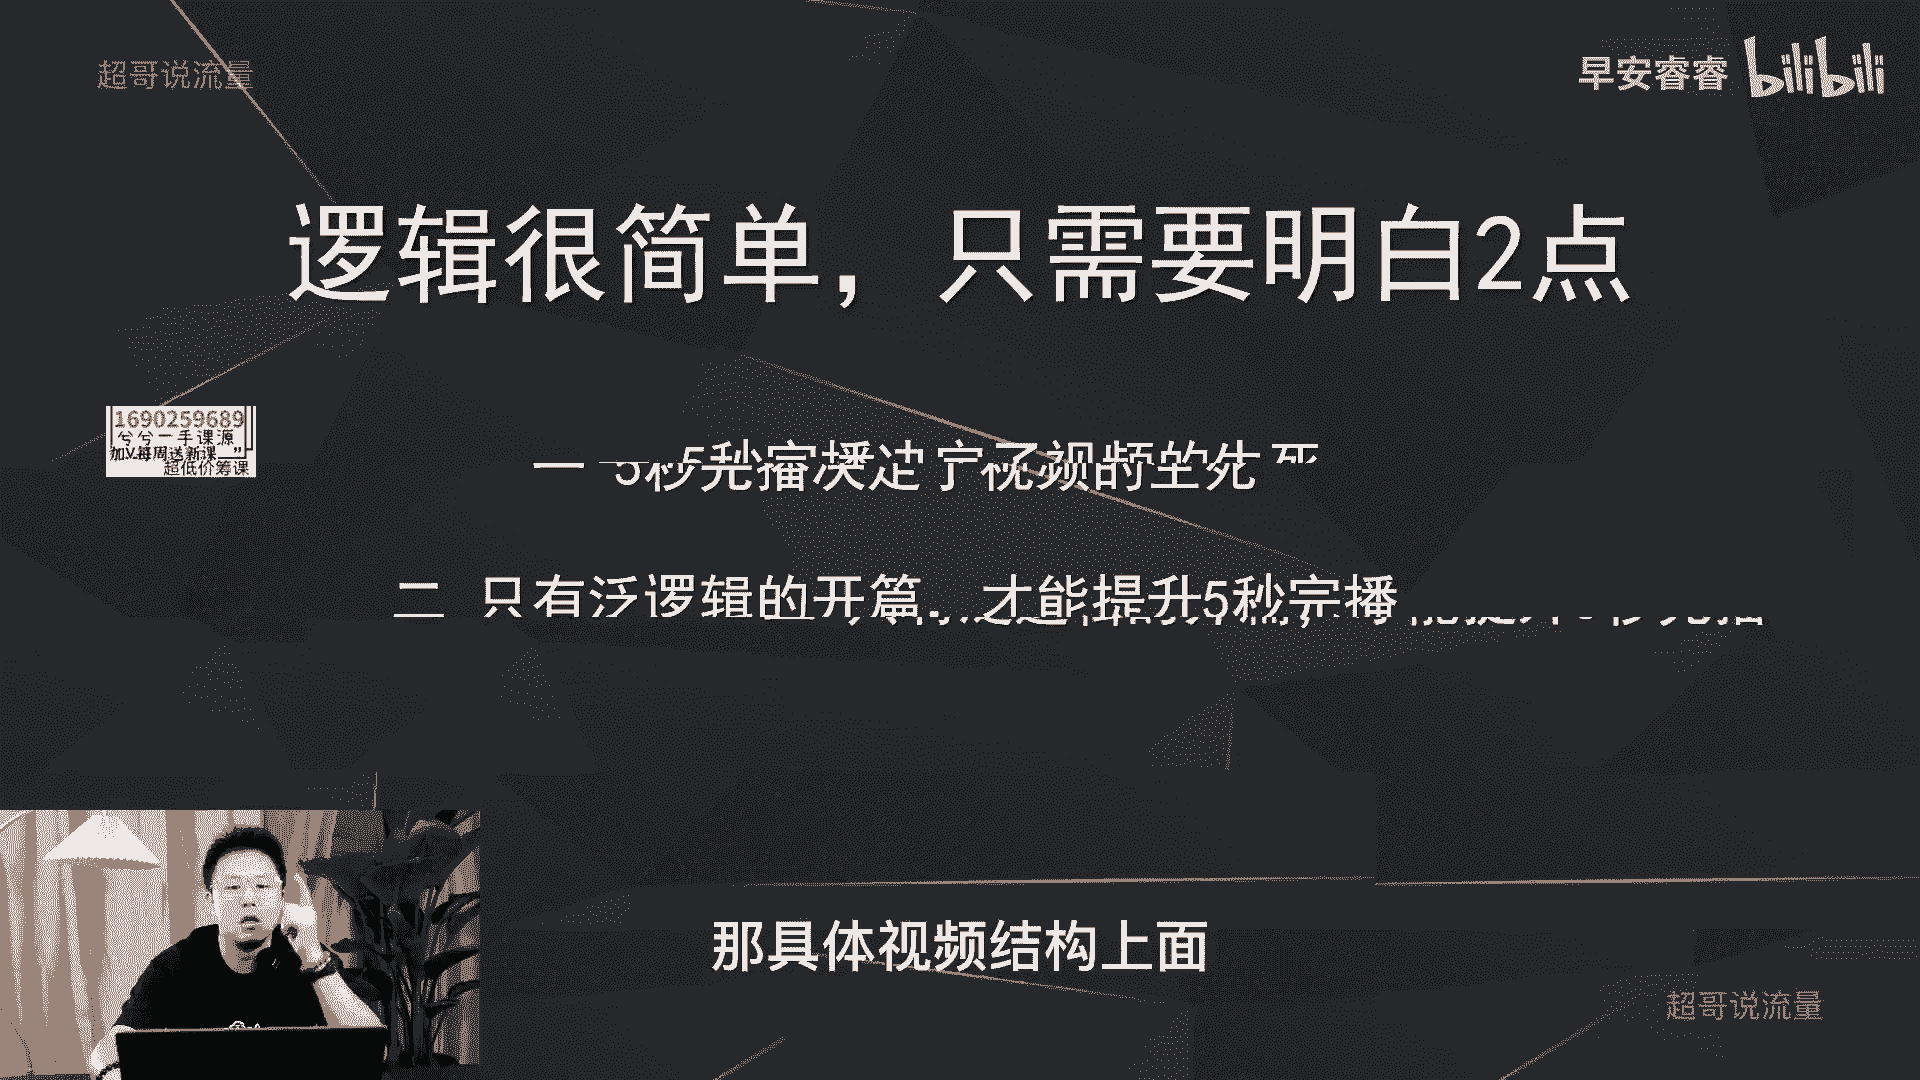 超哥说流量
早安睿睿 bilibili
逻辑很简单，只需要明白2点
1690259689
兮兮一手课源
加V每周送新课
超低价筹课
一 5秒完播决定了视频的生死
二 只有泛逻辑的开篇，才能提升5秒完播
那具体视频结构上面
超哥说流量